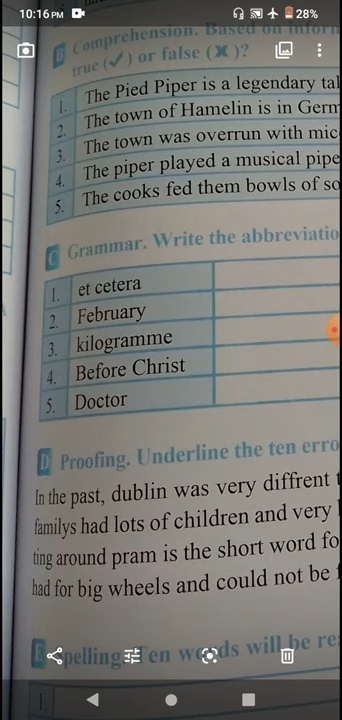 10:16 PM 28%
B Comprehension. Based on
true (✓) or false (✗)?
1. The Pied Piper is a legendary tal
2. The town of Hamelin is in Germ
3. The town was overrun with mic
4. The piper played a musical pipe
5. The cooks fed them bowls of so
C Grammar. Write the abbreviatio
1. et cetera
2. February
3. kilogramme
4. Before Christ
5. Doctor
D Proofing. Underline the ten erro
In the past, dublin was very diffrent t
familys had lots of children and very
ting around pram is the short word fo
had for big wheels and could not be
E Spelling. Ten words will be re
1.